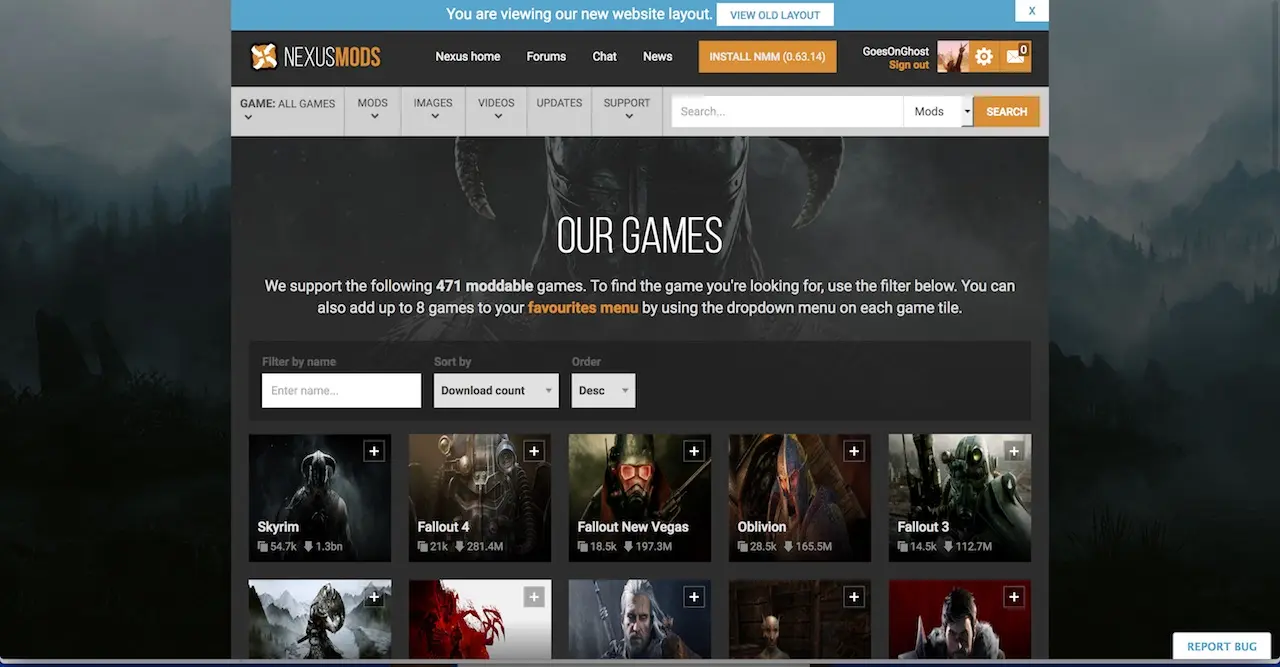 You are viewing our new website layout. VIEW OLD LAYOUT X
NEXUSMODS Nexus home Forums Chat News INSTALL NMM (0.63.14) GoesOnGhost 0
Sign out
GAME: ALL GAMES MODS IMAGES VIDEOS UPDATES SUPPORT Search... Mods SEARCH
OUR GAMES
We support the following 471 moddable games. To find the game you're looking for, use the filter below. You can
also add up to 8 games to your favourites menu by using the dropdown menu on each game tile.
Filter by name Sort by Order
Enter name... Download count Desc
Skyrim Fallout 4 Fallout New Vegas Oblivion Fallout 3
54.7k 1.3bn 21k 281.4M 18.5k 197.3M 28.5k 165.5M 14.5k 112.7M
REPORT BUG